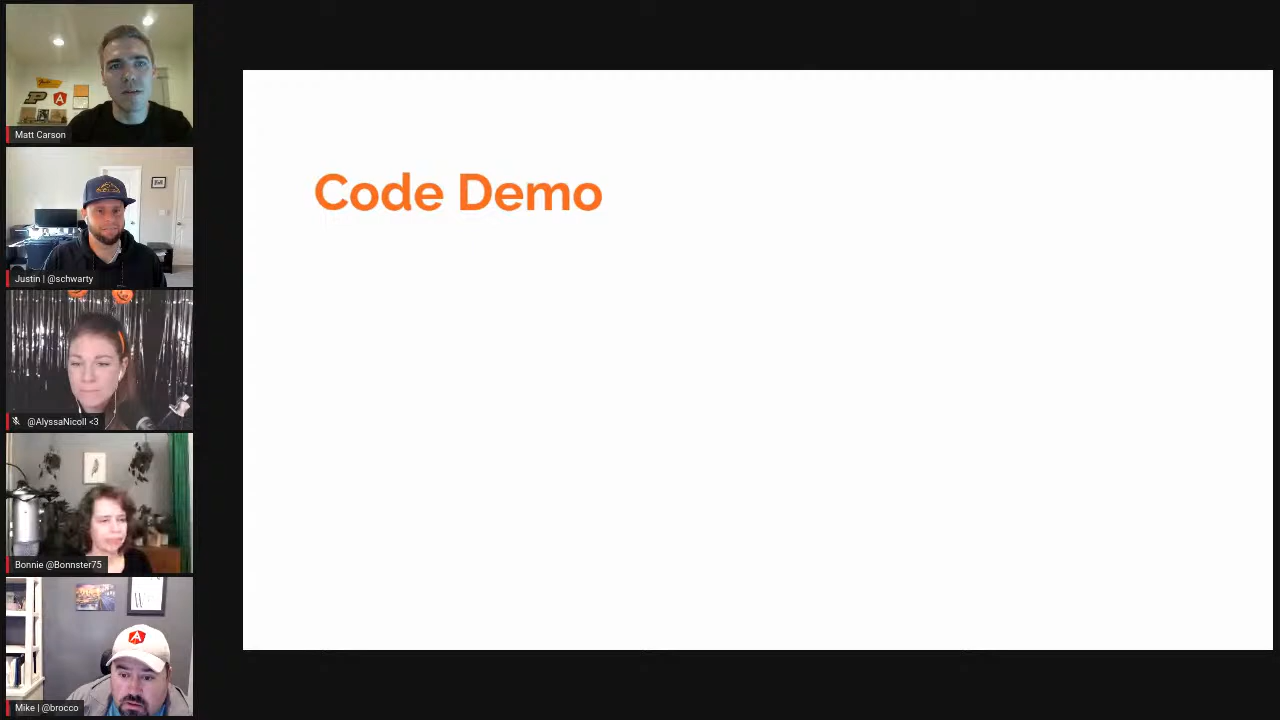 Matt Carson
Justin | @schwarty
@AlyssaNicoll <3
Bonnie @Bonnster75
Mike | @brocco
Code Demo
P
A
A